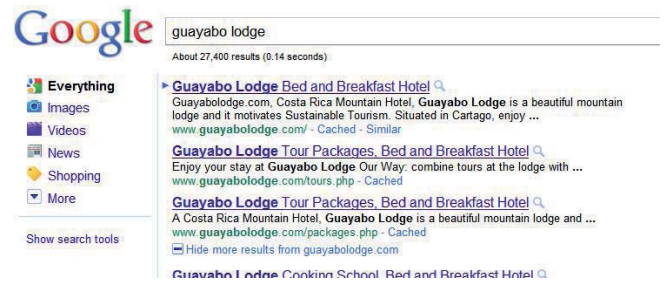 Google
guayabo lodge
About 27,400 results (0.14 seconds)
Everything
Images
Videos
News
Shopping
More
Show search tools
Guayabo Lodge Bed and Breakfast Hotel
Guayabolodge.com, Costa Rica Mountain Hotel, Guayabo Lodge is a beautiful mountain
lodge and it motivates Sustainable Tourism. Situated in Cartago, enjoy ...
www.guayabolodge.com/ - Cached - Similar
Guayabo Lodge Tour Packages, Bed and Breakfast Hotel
Enjoy your stay at Guayabo Lodge Our Way: combine tours at the lodge with ...
www.guayabolodge.com/tours.php - Cached
Guayabo Lodge Tour Packages, Bed and Breakfast Hotel
A Costa Rica Mountain Hotel, Guayabo Lodge is a beautiful mountain lodge and ...
www.guayabolodge.com/packages.php - Cached
Hide more results from guayabolodge.com
Guayabo Lodge Cooking School, Bed and Breakfast Hotel